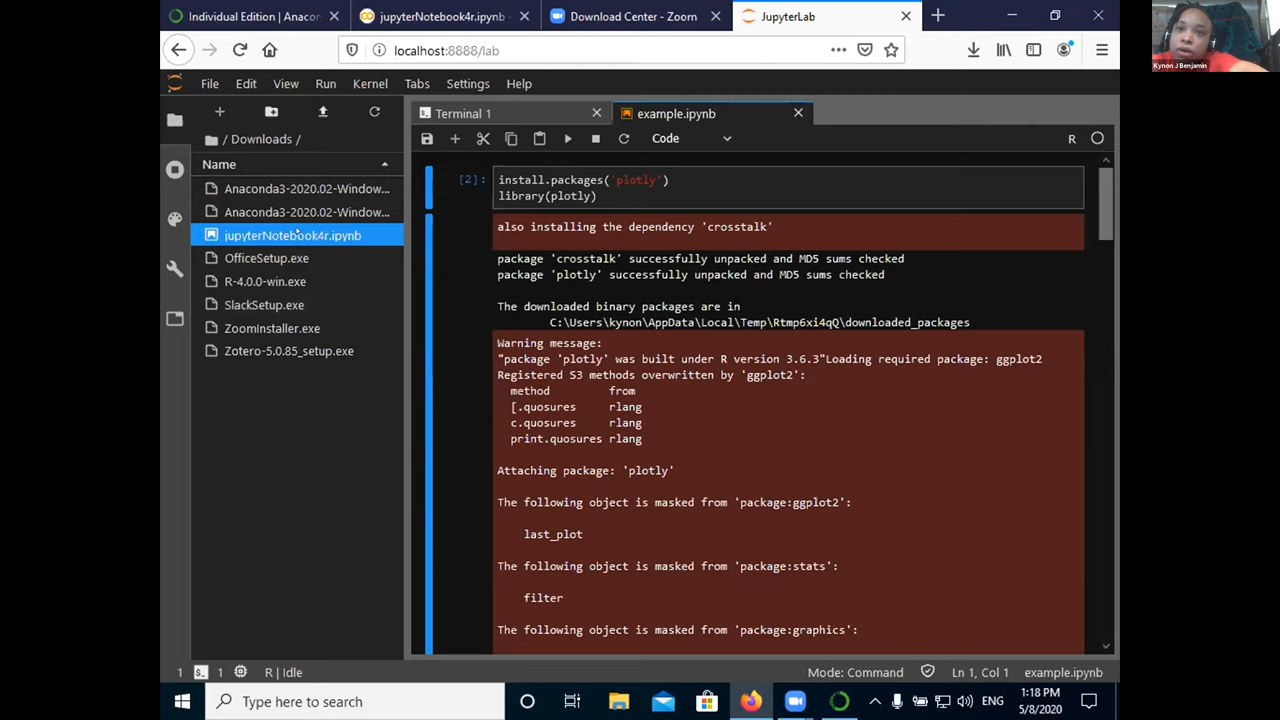 Individual Edition | Anacon
jupyterNotebook4r.ipynb -
Download Center - Zoom
JupyterLab
localhost:8888/lab
Kynon J Benjamin
File Edit View Run Kernel Tabs Settings Help
Terminal 1
example.ipynb
/ Downloads /
Code
R
Name
Anaconda3-2020.02-Window...
Anaconda3-2020.02-Window...
jupyterNotebook4r.ipynb
OfficeSetup.exe
R-4.0.0-win.exe
SlackSetup.exe
ZoomInstaller.exe
Zotero-5.0.85_setup.exe
[2]: install.packages('plotly')
library(plotly)
also installing the dependency 'crosstalk'
package 'crosstalk' successfully unpacked and MD5 sums checked
package 'plotly' successfully unpacked and MD5 sums checked
The downloaded binary packages are in
C:\Users\kynon\AppData\Local\Temp\Rtmp6xi4qQ\downloaded_packages
Warning message:
"package 'plotly' was built under R version 3.6.3"Loading required package: ggplot2
Registered S3 methods overwritten by 'ggplot2':
method from
[.quosures rlang
c.quosures rlang
print.quosures rlang
Attaching package: 'plotly'
The following object is masked from 'package:ggplot2':
last_plot
The following object is masked from 'package:stats':
filter
The following object is masked from 'package:graphics':
1 1 R | Idle
Mode: Command Ln 1, Col 1 example.ipynb
Type here to search
ENG
1:18 PM
5/8/2020